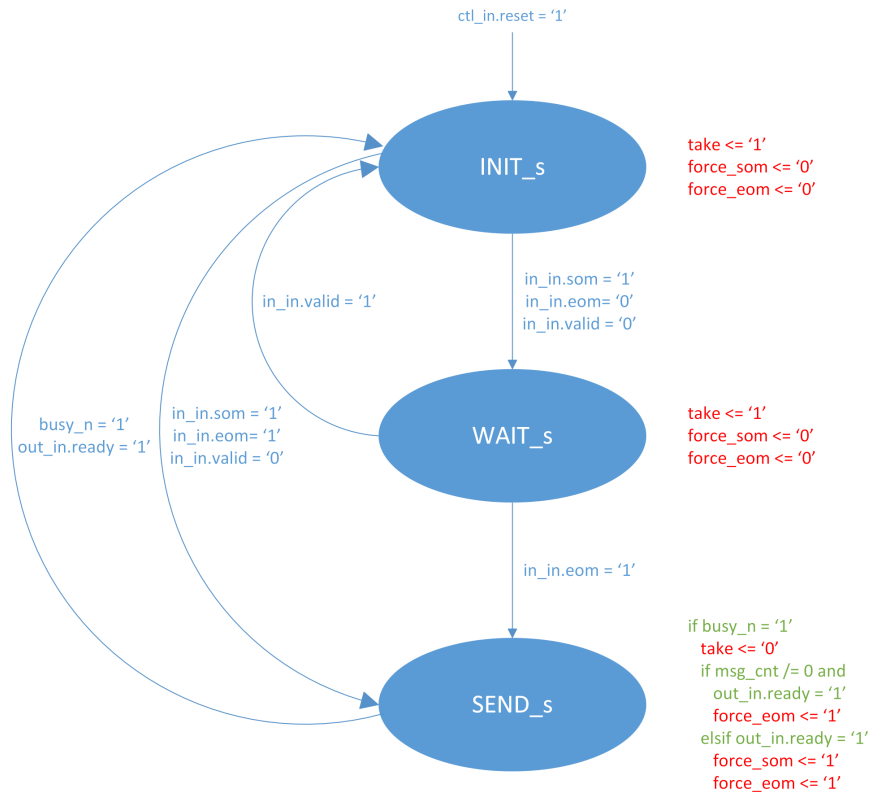 ctl_in.reset = ‘1’
INIT_s
take <= ‘1’
force_som <= ‘0’
force_eom <= ‘0’
in_in.valid = ‘1’
in_in.som = ‘1’
in_in.eom= ‘0’
in_in.valid = ‘0’
busy_n = ‘1’
out_in.ready = ‘1’
in_in.som = ‘1’
in_in.eom= ‘1’
in_in.valid = ‘0’
WAIT_s
take <= ‘1’
force_som <= ‘0’
force_eom <= ‘0’
in_in.eom = ‘1’
SEND_s
if busy_n = ‘1’
take <= ‘0’
if msg_cnt /= 0 and
out_in.ready = ‘1’
force_eom <= ‘1’
elsif out_in.ready = ‘1’
force_som <= ‘1’
force_eom <= ‘1’